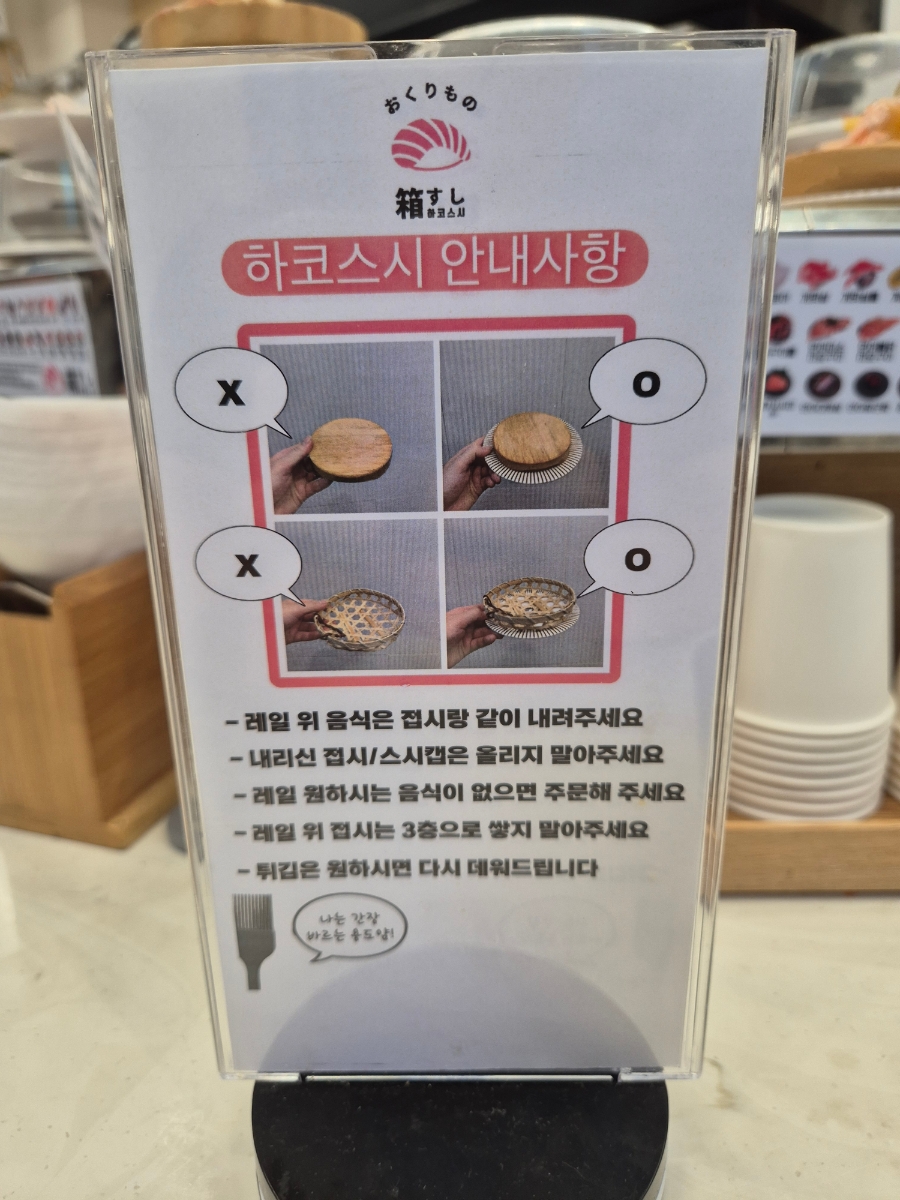 おくりもの
箱すし
하코스시
하코스시 안내사항
X
O
X
O
- 레일 위 음식은 접시랑 같이 내려주세요
- 내리신 접시/스시캡은 올리지 말아주세요
- 레일 원하시는 음식이 없으면 주문해 주세요
- 레일 위 접시는 3층으로 쌓지 말아주세요
- 튀김은 원하시면 다시 데워드립니다
나는 간장
바르는 용도얌!